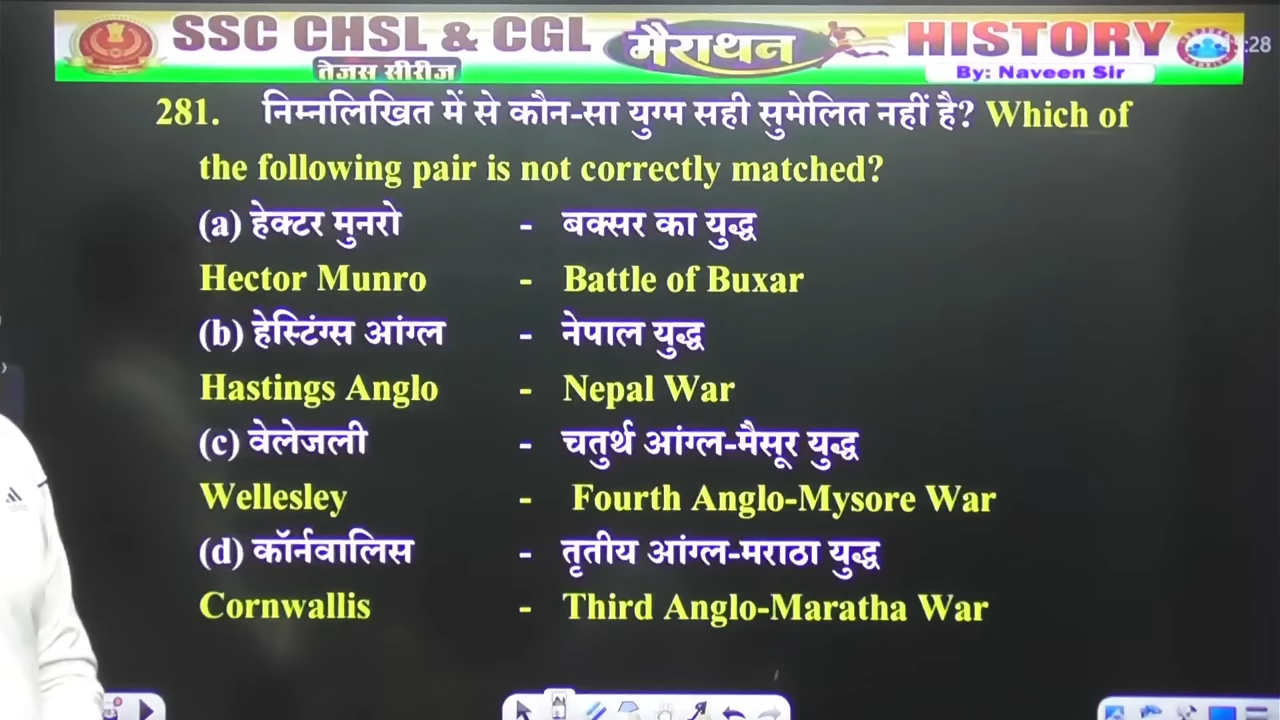 SSC CHSL & CGL
तेजस सीरीज
मैराथन
HISTORY
By: Naveen Sir
:28
281. निम्नलिखित में से कौन-सा युग्म सही सुमेलित नहीं है? Which of
the following pair is not correctly matched?
(a) हेक्टर मुनरो - बक्सर का युद्ध
Hector Munro - Battle of Buxar
(b) हेस्टिंग्स आंग्ल - नेपाल युद्ध
Hastings Anglo - Nepal War
(c) वेलेजली - चतुर्थ आंग्ल-मैसूर युद्ध
Wellesley - Fourth Anglo-Mysore War
(d) कॉर्नवालिस - तृतीय आंग्ल-मराठा युद्ध
Cornwallis - Third Anglo-Maratha War